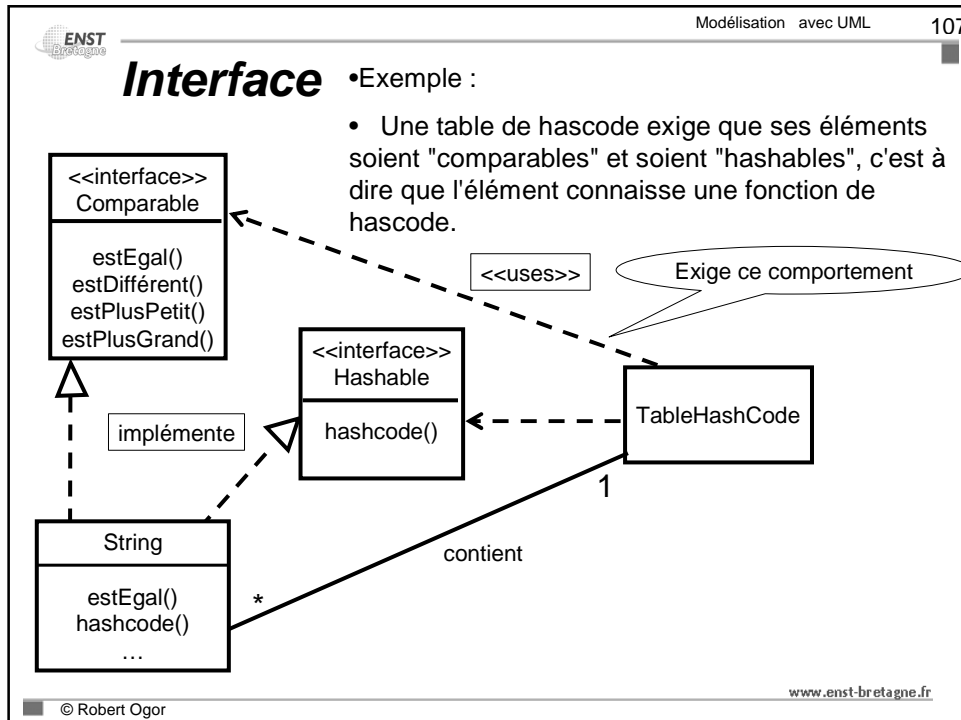 ENST
Bretagne
Modélisation avec UML
107
Interface
•Exemple :
• Une table de hascode exige que ses éléments
soient "comparables" et soient "hashables", c'est à
dire que l'élément connaisse une fonction de
hascode.
<<interface>>
Comparable
estEgal()
estDifférent()
estPlusPetit()
estPlusGrand()
<<uses>>
Exige ce comportement
<<interface>>
Hashable
hashcode()
TableHashCode
implémente
1
contient
*
String
estEgal()
hashcode()
…
www.enst-bretagne.fr
© Robert Ogor